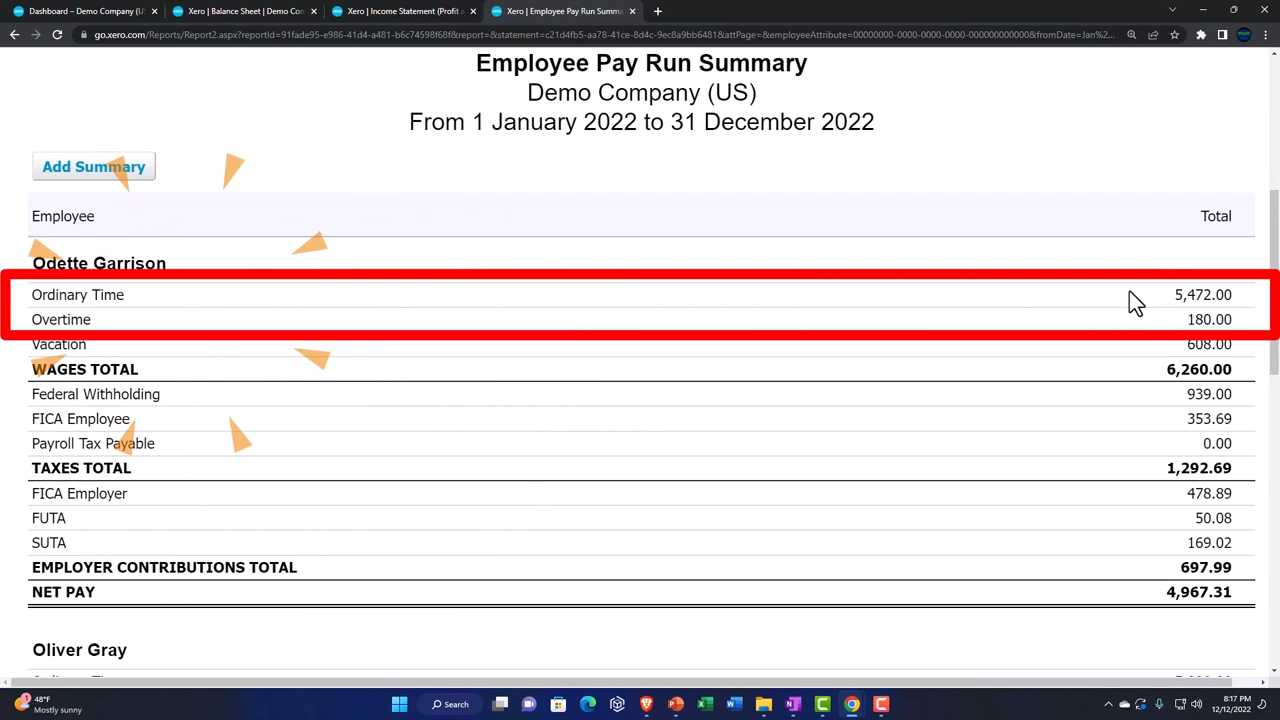 Dashboard – Demo Company (U
Xero | Balance Sheet | Demo Con
Xero | Income Statement (Profit a
Xero | Employee Pay Run Summa
go.xero.com/Reports/Report2.aspx?reportId=91fade95-e986-41d4-a481-b6c74598f68f&report=&statement=c21d4fb5-aa78-41ce-8d4c-9ec8a9bb6481&attPage=&employeeAttribute=00000000-0000-0000-0000-000000000000&fromDate=Jan%2...
Employee Pay Run Summary
Demo Company (US)
From 1 January 2022 to 31 December 2022
Add Summary
Employee Total
Odette Garrison
Ordinary Time 5,472.00
Overtime 180.00
Vacation 608.00
WAGES TOTAL 6,260.00
Federal Withholding 939.00
FICA Employee 353.69
Payroll Tax Payable 0.00
TAXES TOTAL 1,292.69
FICA Employer 478.89
FUTA 50.08
SUTA 169.02
EMPLOYER CONTRIBUTIONS TOTAL 697.99
NET PAY 4,967.31
Oliver Gray
48°F
Mostly sunny
Search
8:17 PM
12/12/2022